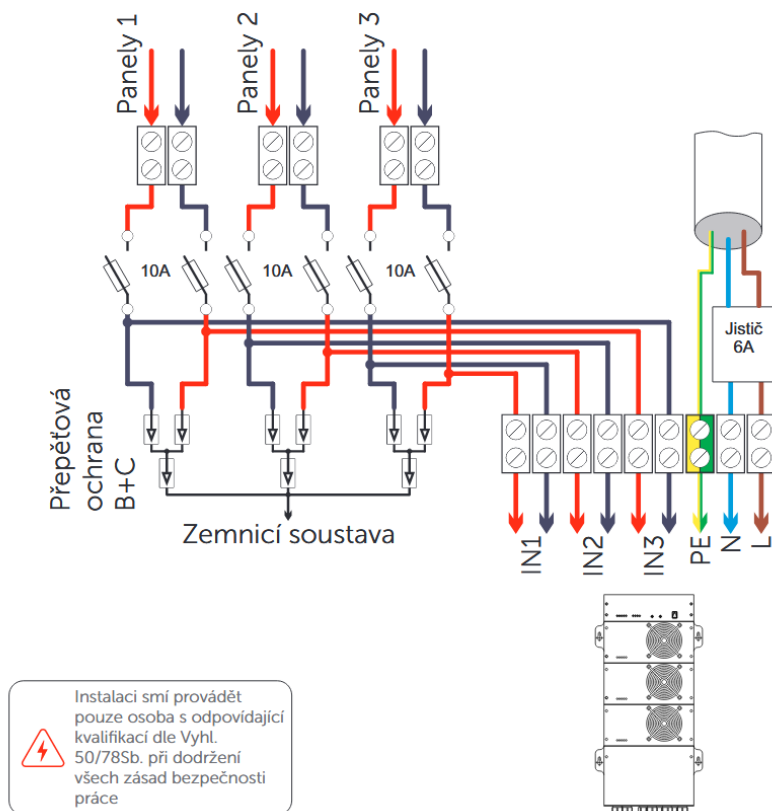 Panely 1
Panely 2
Panely 3
10A
10A
10A
Jistič
6A
Přepěťová
ochrana
B+C
Zemnicí soustava
IN1
IN2
IN3
PE
N
L
Instalaci smí provádět
pouze osoba s odpovídající
kvalifikací dle Vyhl.
50/78Sb. při dodržení
všech zásad bezpečnosti
práce